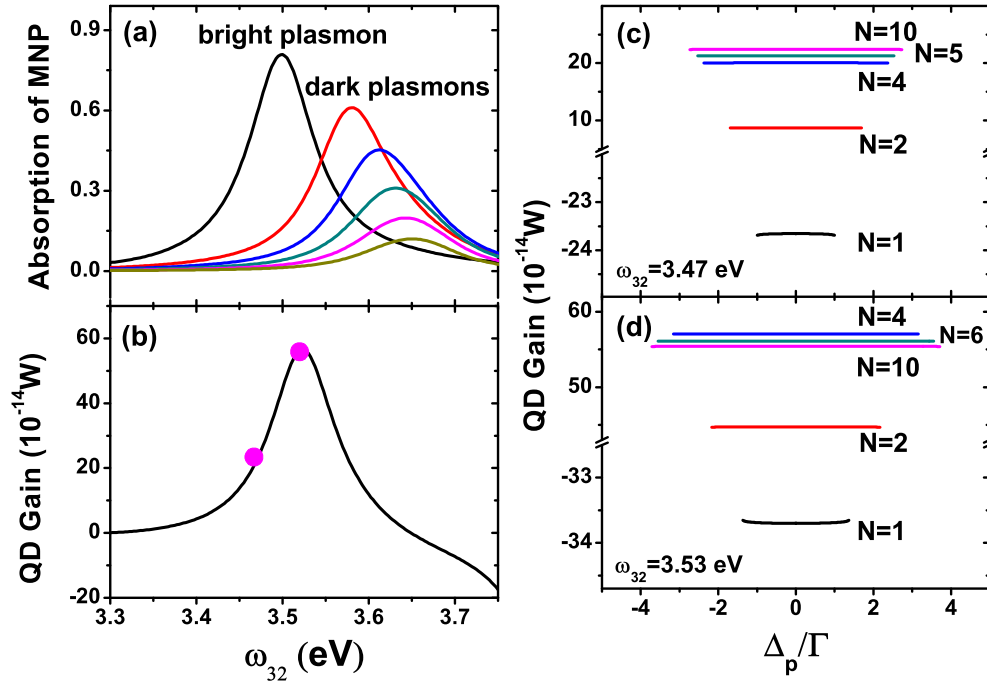 (a)
bright plasmon
dark plasmons
0.9
0.6
0.3
0.0
Absorption of MNP
(b)
60
40
20
0
-20
QD Gain (10⁻¹⁴W)
3.3 3.4 3.5 3.6 3.7
ω₃₂ (eV)
(c)
N=10
N=5
N=4
N=2
N=1
ω₃₂=3.47 eV
20
10
-23
-24
QD Gain (10⁻¹⁴W)
(d)
N=4
N=6
N=10
N=2
N=1
ω₃₂=3.53 eV
60
50
-33
-34
-4 -2 0 2 4
Δₚ/Γ